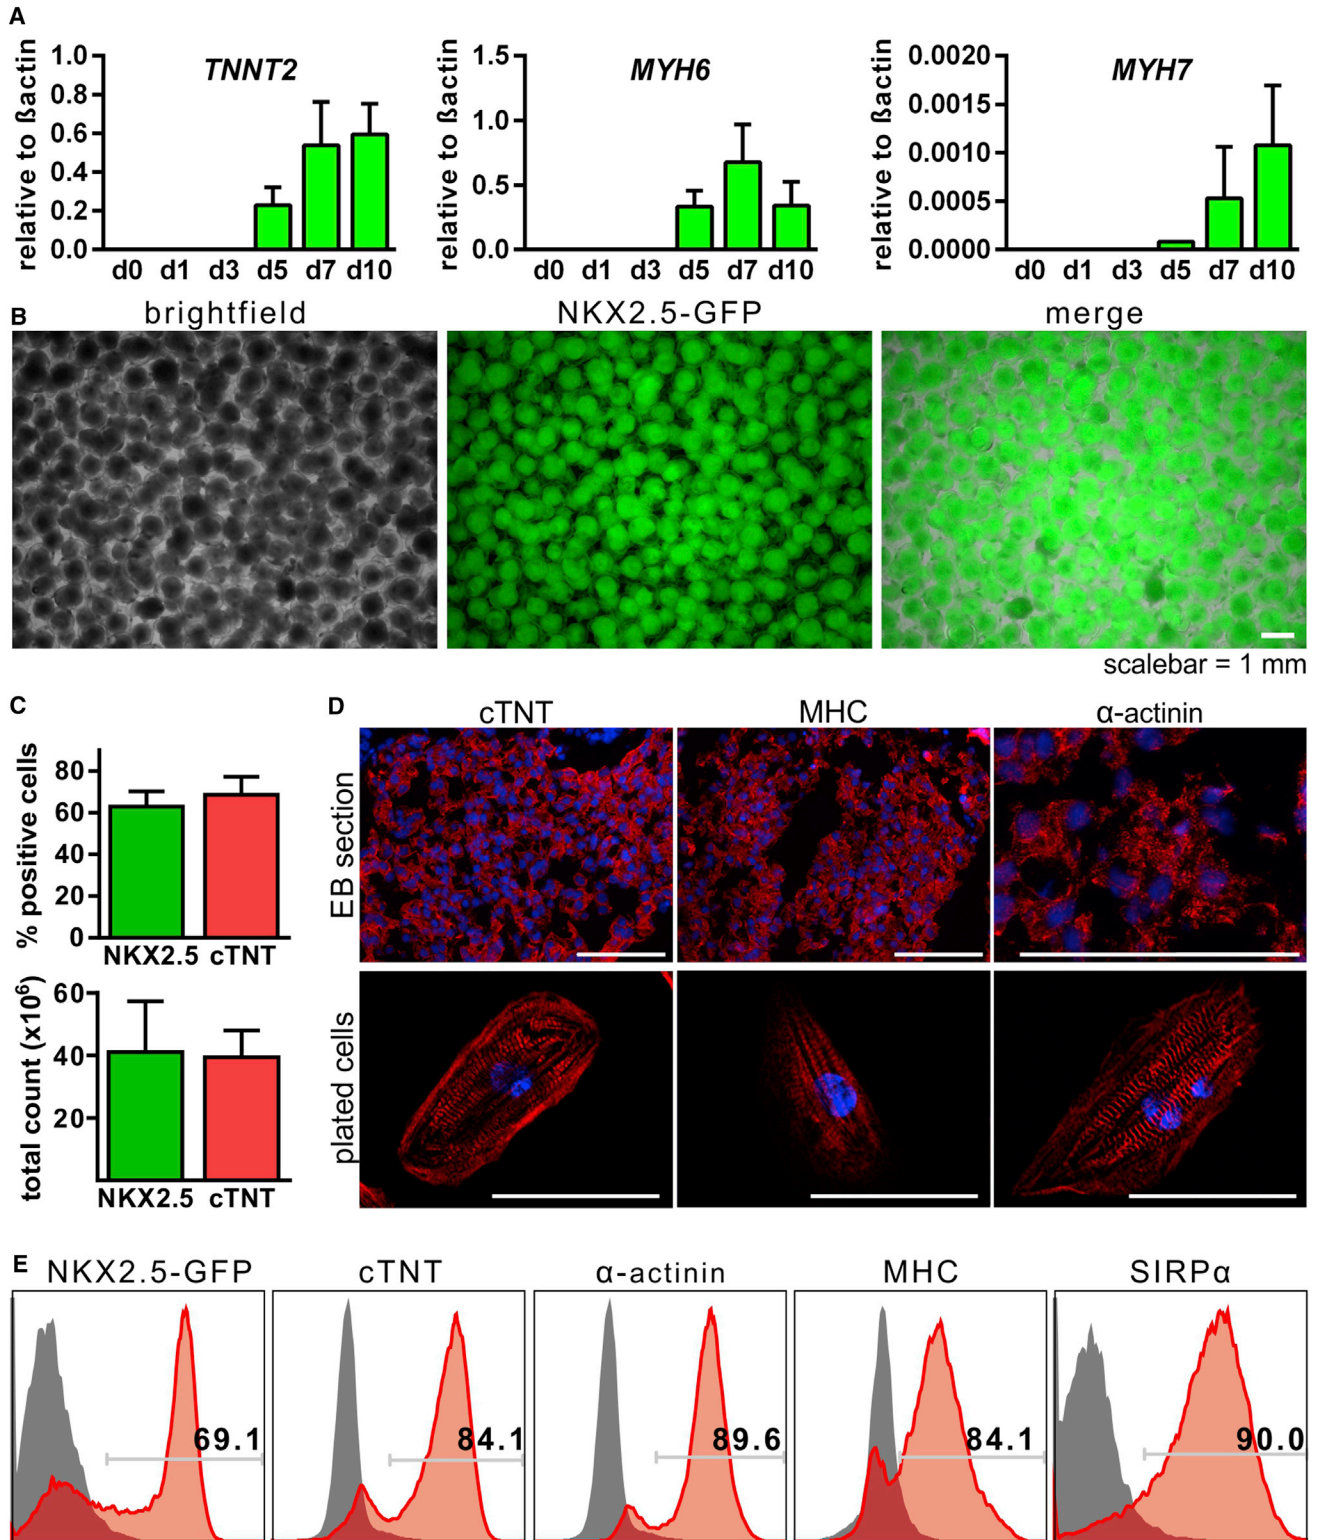 A
TNNT2
relative to ßactin
1.0
0.8
0.6
0.4
0.2
0.0
d0 d1 d3 d5 d7 d10
MYH6
relative to ßactin
1.5
1.0
0.5
0.0
d0 d1 d3 d5 d7 d10
MYH7
relative to ßactin
0.0020
0.0015
0.0010
0.0005
0.0000
d0 d1 d3 d5 d7 d10
B
brightfield NKX2.5-GFP merge
scalebar = 1 mm
C
% positive cells
80
60
40
20
0
NKX2.5 cTNT
total count (x10⁶)
60
40
20
NKX2.5 cTNT
D
cTNT MHC α-actinin
EB section
plated cells
E
NKX2.5-GFP cTNT α-actinin MHC SIRPα
69.1 84.1 89.6 84.1 90.0